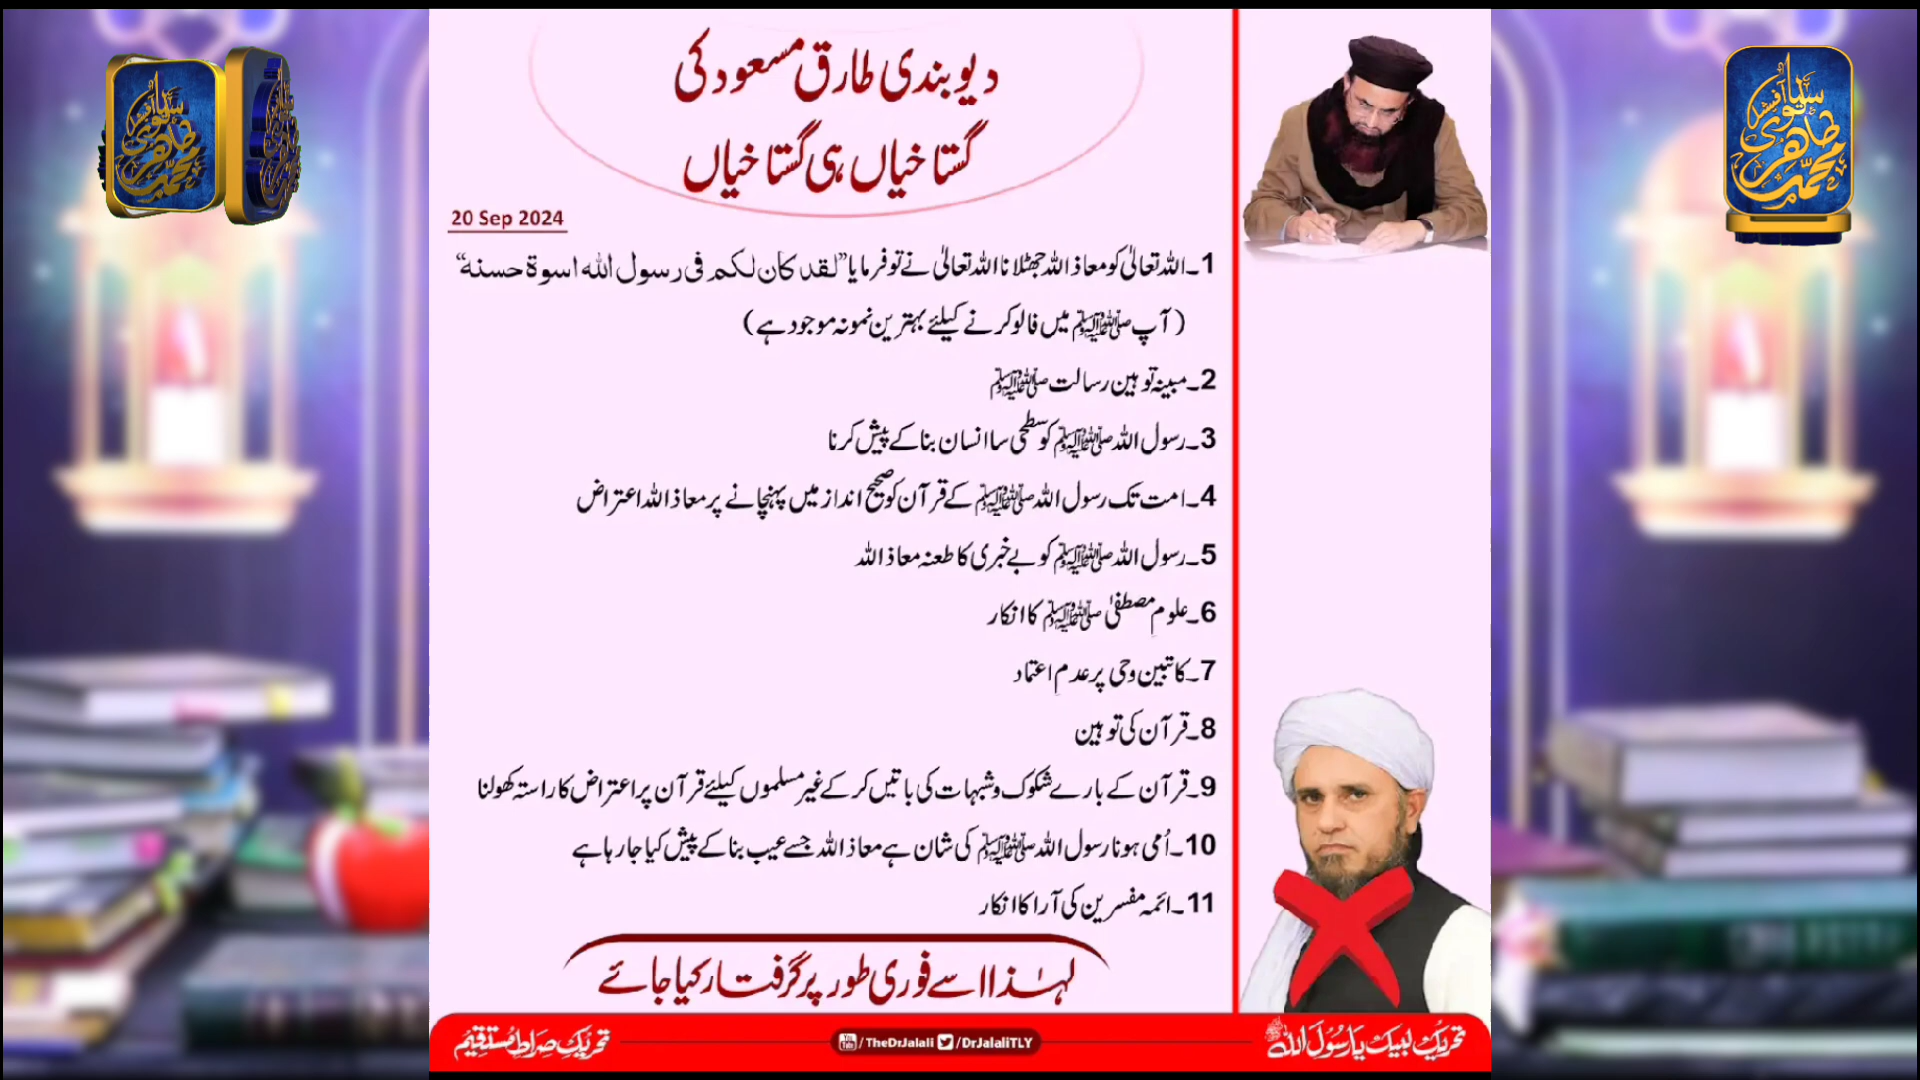 دیوبندی طارق مسعود کی
گستاخیاں ہی گستاخیاں
20 Sep 2024
1۔اللہ تعالیٰ کو معاذ اللہ جھٹلانا اللہ تعالیٰ نے تو فرمایا ”لقد کان لکم فی رسول اللہ اسوۃ حسنہ“
(آپ ﷺ میں فالو کرنے کیلئے بہترین نمونہ موجود ہے)
2۔مبینہ توہین رسالت ﷺ
3۔رسول اللہ ﷺ کو سطحی سا انسان بنا کے پیش کرنا
4۔امت تک رسول اللہ ﷺ کے قرآن کو صحیح انداز میں پہنچانے پر معاذ اللہ اعتراض
5۔رسول اللہ ﷺ کو بے خبری کا طعنہ معاذ اللہ
6۔علومِ مصطفیٰ ﷺ کا انکار
7۔کاتبین وحی پر عدمِ اعتماد
8۔قرآن کی توہین
9۔قرآن کے بارے شکوک و شبہات کی باتیں کر کے غیر مسلموں کیلئے قرآن پر اعتراض کا راستہ کھولنا
10۔اُمی ہونا رسول اللہ ﷺ کی شان ہے معاذ اللہ جسے عیب بنا کے پیش کیا جا رہا ہے
11۔ائمہ مفسرین کی آرا کا انکار
لہٰذا اسے فوری طور پر گرفتار کیا جائے
تحریک لبیک یا رسول اللہ ﷺ
/TheDrJalali /DrJalaliTLY
تحریک صراط مستقیم
محمد طاہر